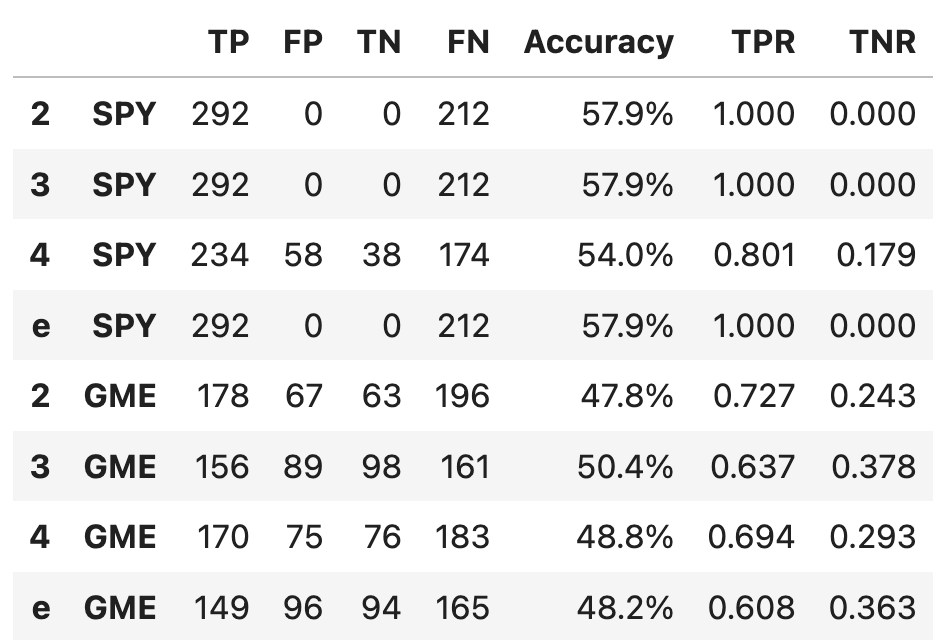 TP FP TN FN Accuracy TPR TNR
2 SPY 292 0 0 212 57.9% 1.000 0.000
3 SPY 292 0 0 212 57.9% 1.000 0.000
4 SPY 234 58 38 174 54.0% 0.801 0.179
e SPY 292 0 0 212 57.9% 1.000 0.000
2 GME 178 67 63 196 47.8% 0.727 0.243
3 GME 156 89 98 161 50.4% 0.637 0.378
4 GME 170 75 76 183 48.8% 0.694 0.293
e GME 149 96 94 165 48.2% 0.608 0.363